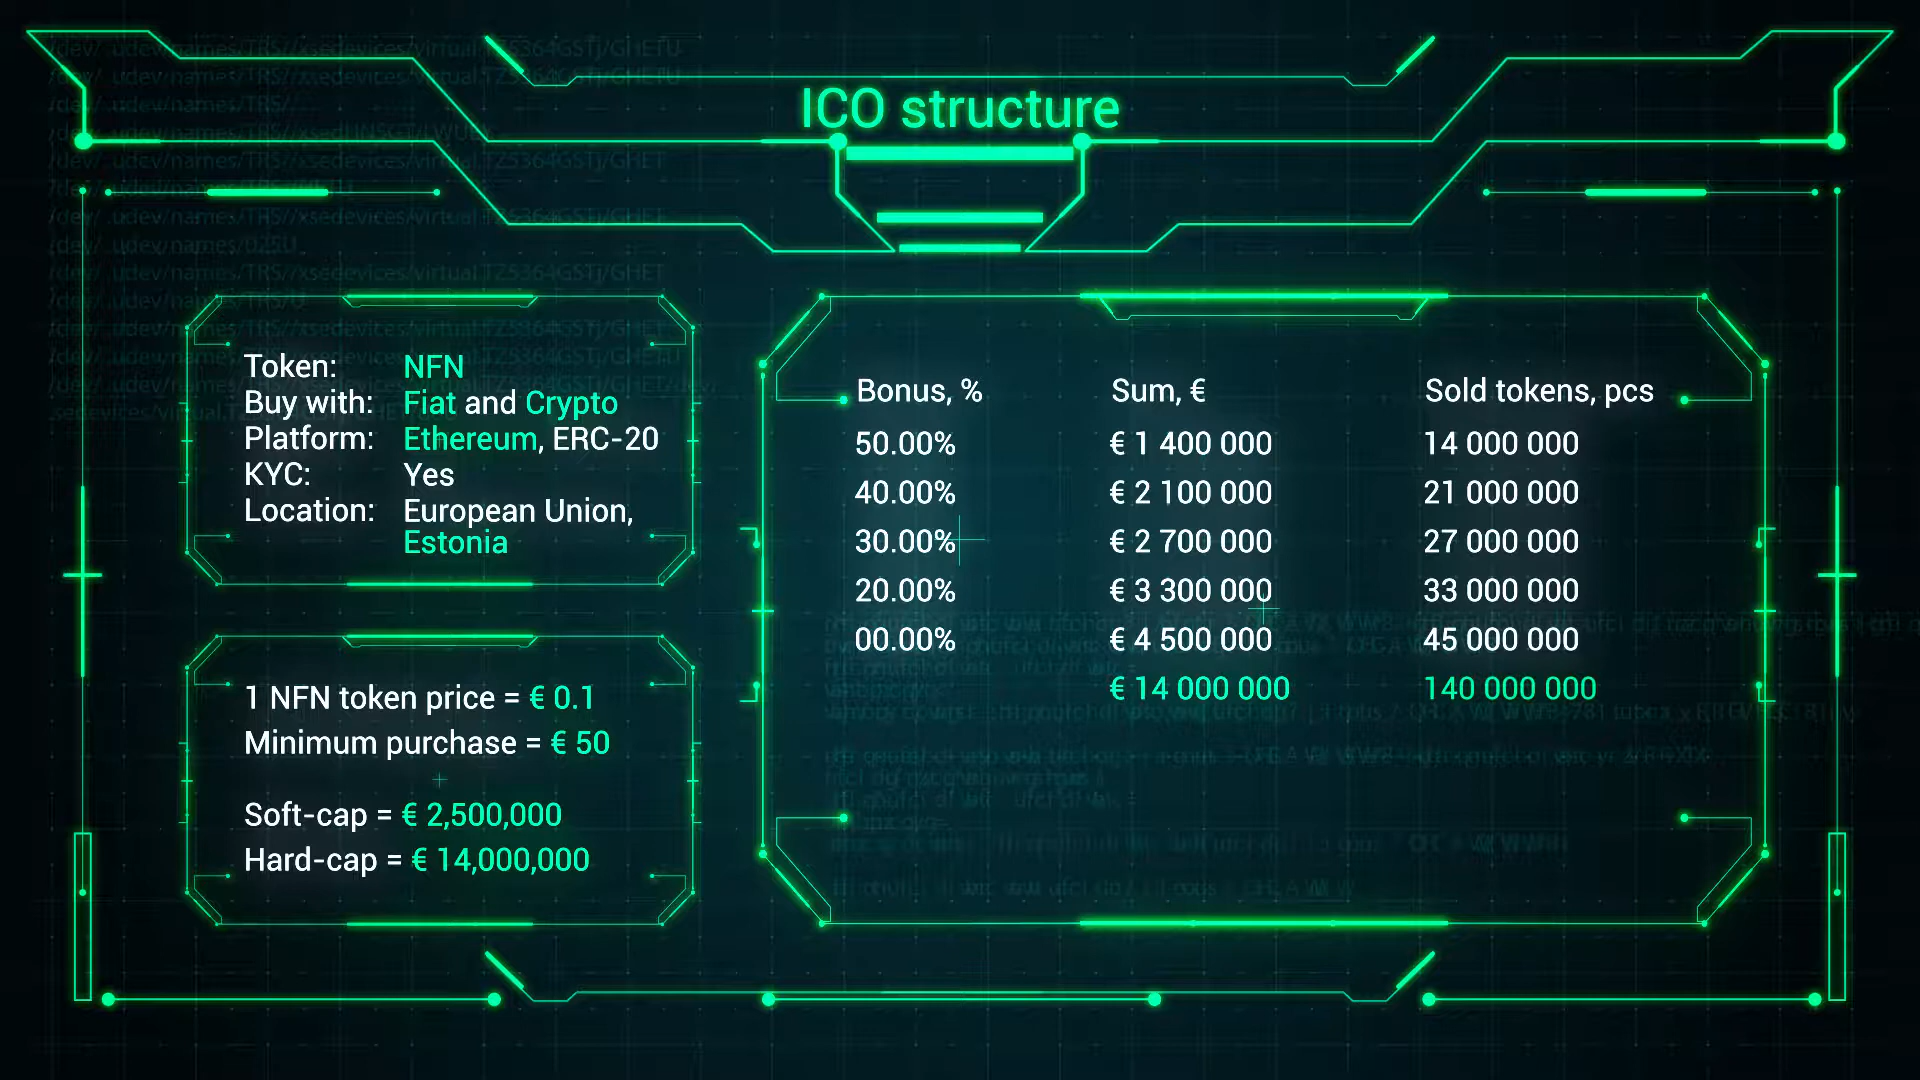 ICO structure
Token: NFN
Buy with: Fiat and Crypto
Platform: Ethereum, ERC-20
KYC: Yes
Location: European Union,
Estonia
1 NFN token price = € 0.1
Minimum purchase = € 50
Soft-cap = € 2,500,000
Hard-cap = € 14,000,000
Bonus, % Sum, € Sold tokens, pcs
50.00% € 1 400 000 14 000 000
40.00% € 2 100 000 21 000 000
30.00% € 2 700 000 27 000 000
20.00% € 3 300 000 33 000 000
00.00% € 4 500 000 45 000 000
€ 14 000 000 140 000 000